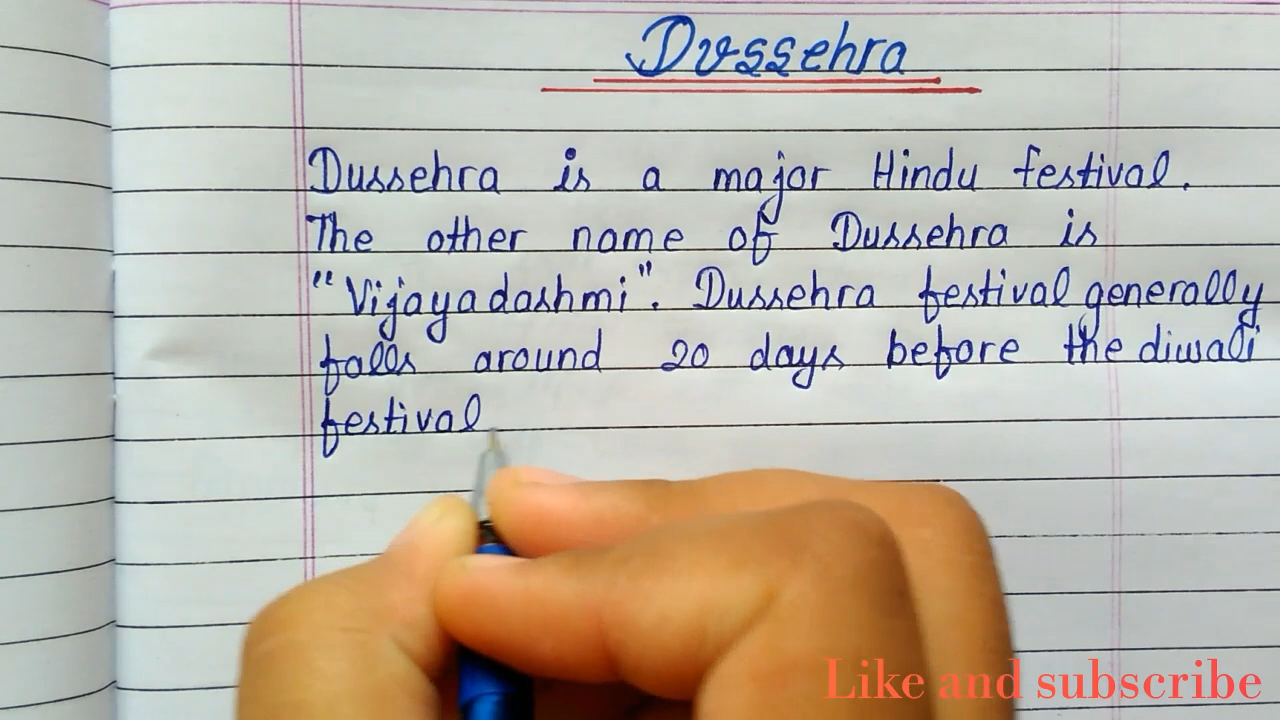 Dussehra
Dussehra is a major Hindu festival.
The other name of Dussehra is
"Vijayadashmi". Dussehra festival generally
falls around 20 days before the diwali
festival
Like and subscribe